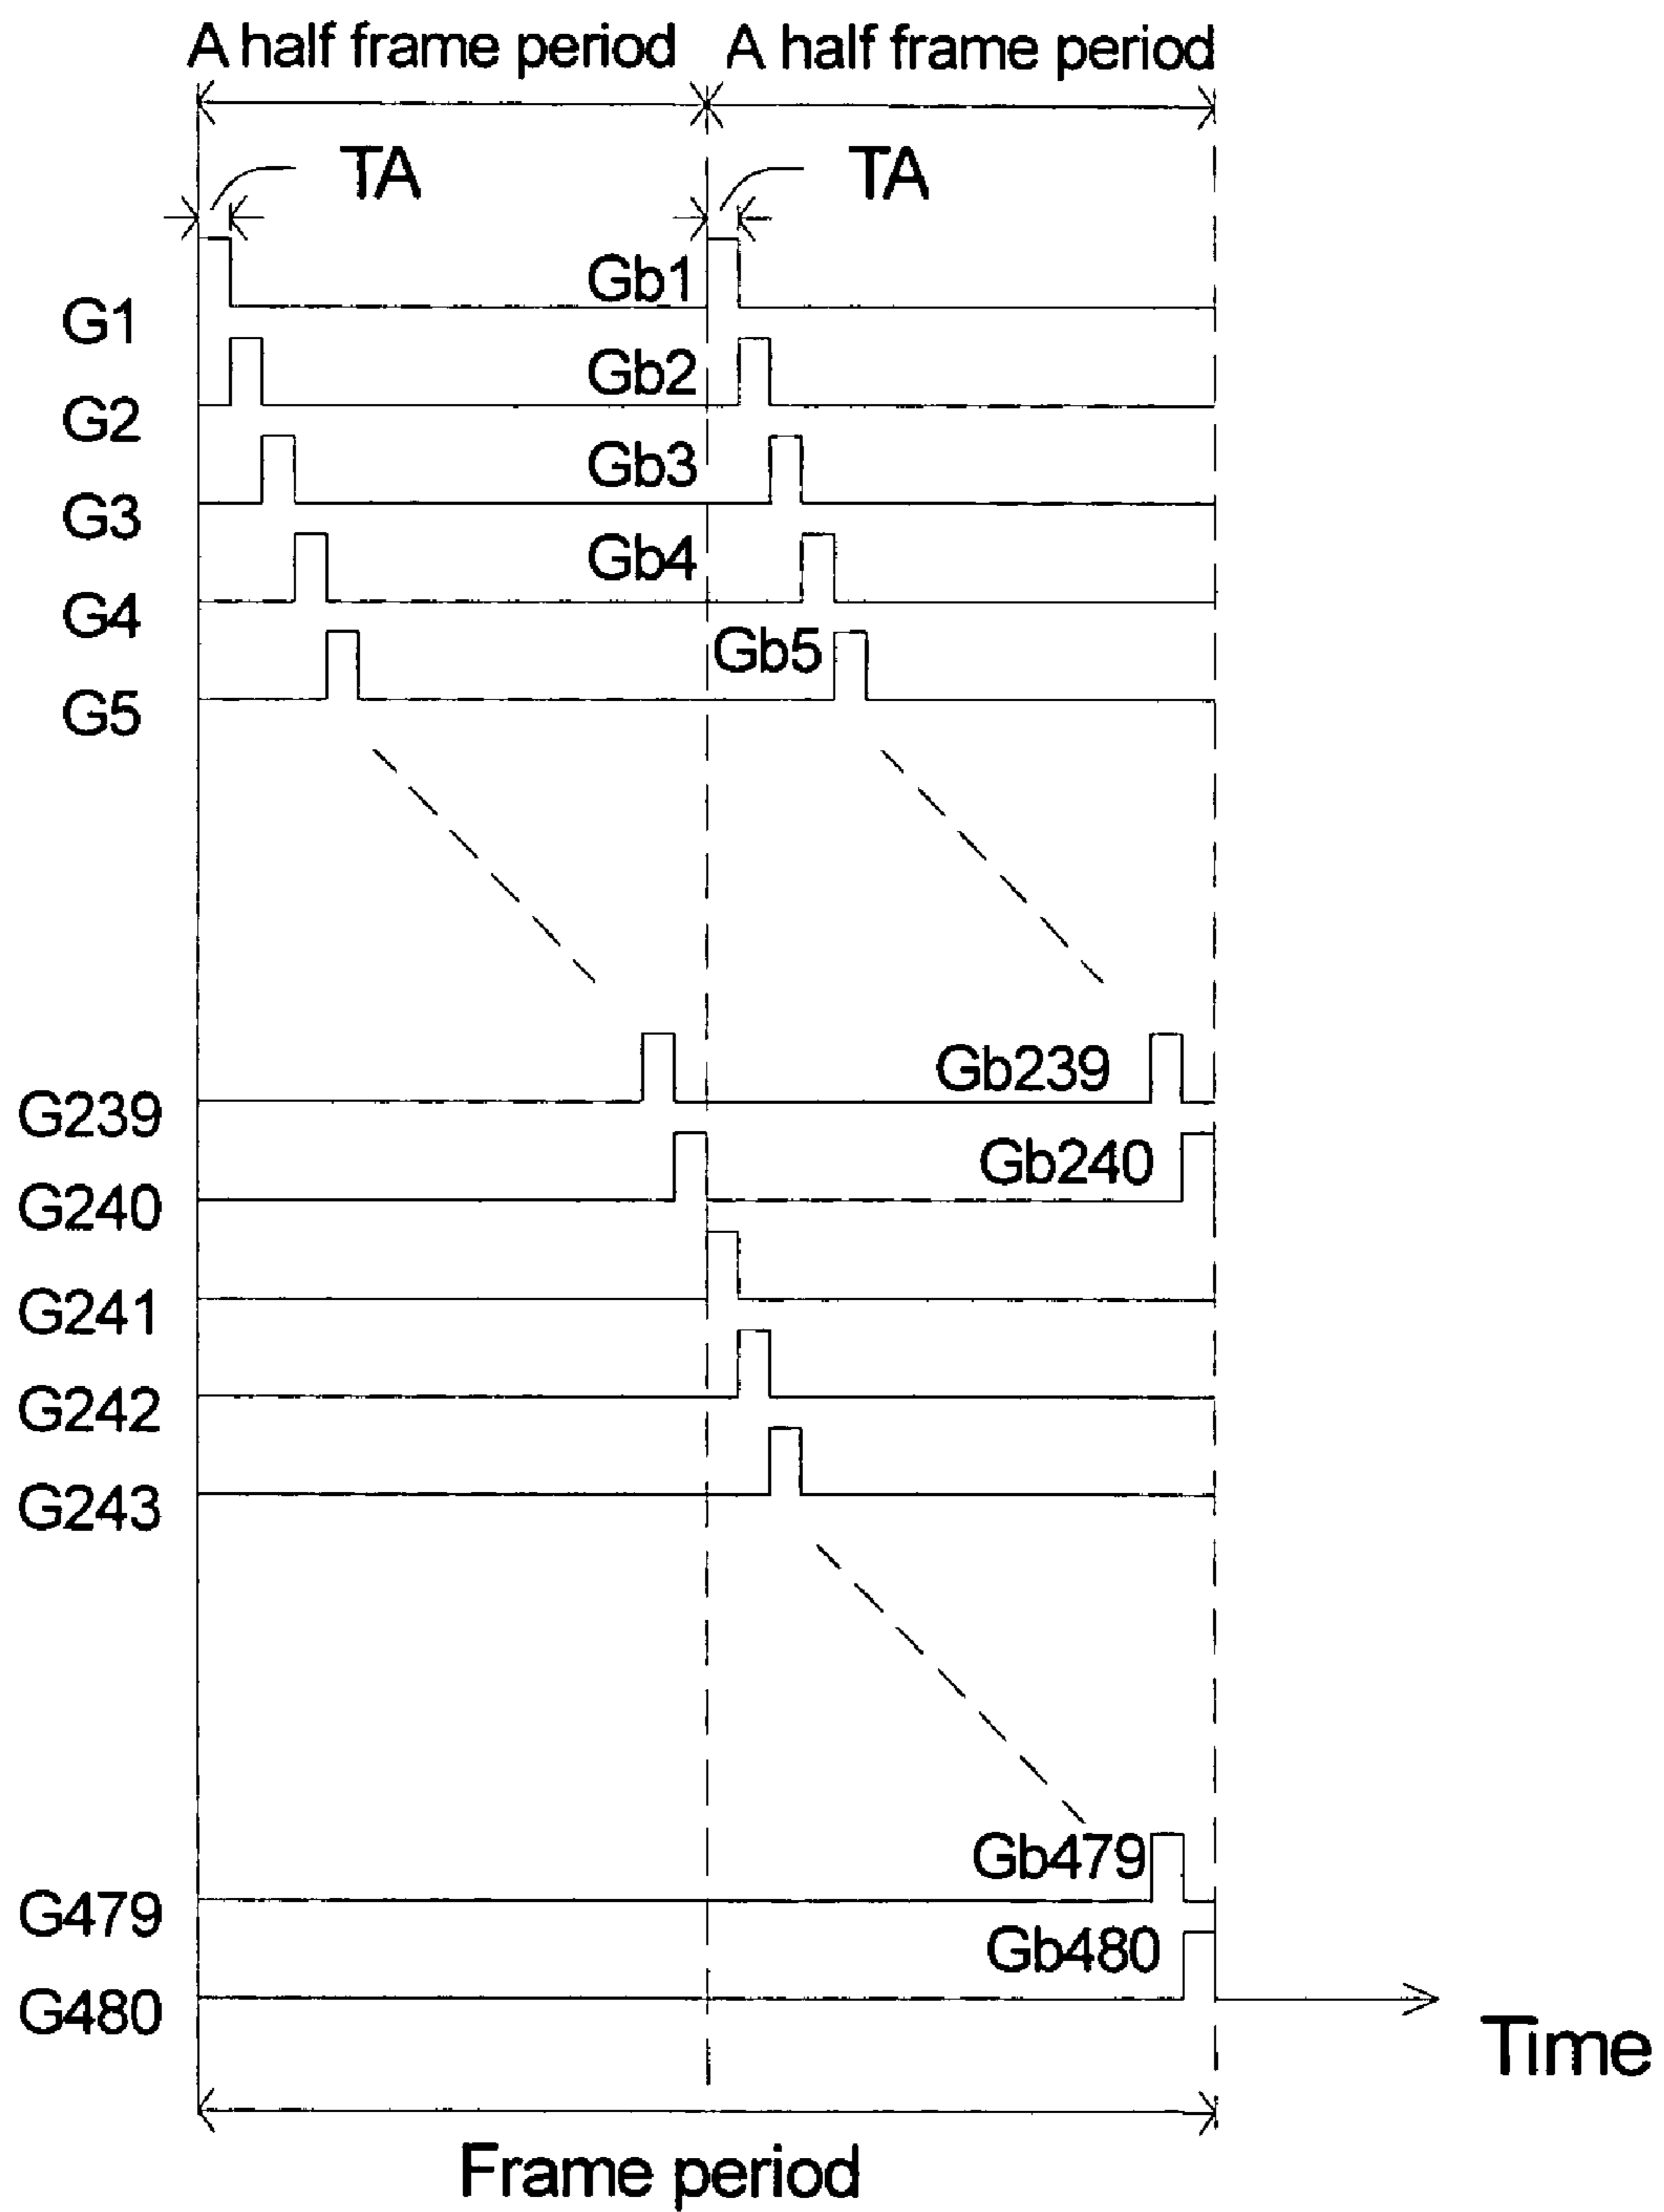 A half frame period A half frame period
TA TA
Gb1
G1
Gb2
G2
Gb3
G3
Gb4
G4
Gb5
G5
Gb239
G239
Gb240
G240
G241
G242
G243
Gb479
G479
Gb480
G480
Time
Frame period